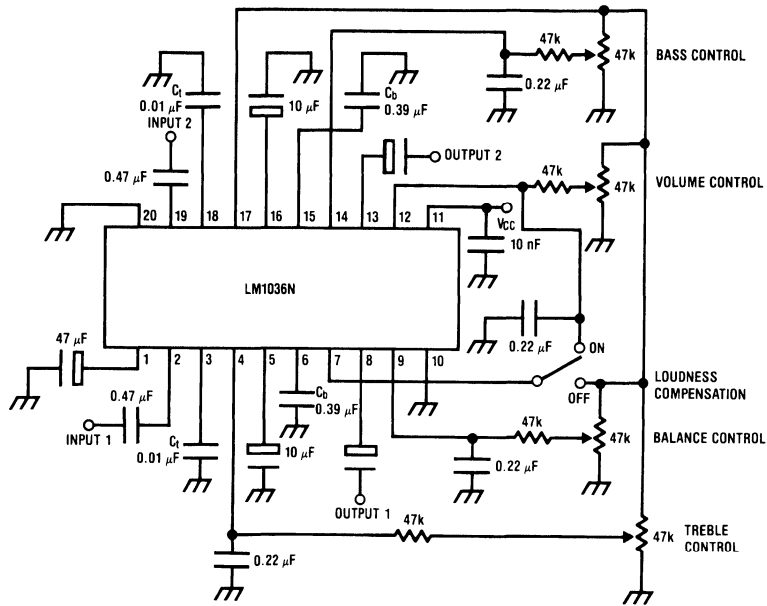 47k
47k
BASS CONTROL
0.22 μF
Ct
0.01 μF
10 μF
Cb
0.39 μF
INPUT 2
OUTPUT 2
0.47 μF
47k
47k
VOLUME CONTROL
20 19 18 17 16 15 14 13 12 11
VCC
10 nF
LM1036N
0.22 μF
ON
47 μF
1 2 3 4 5 6 7 8 9 10
OFF
LOUDNESS
COMPENSATION
0.47 μF
INPUT 1
Ct
0.01 μF
10 μF
Cb
0.39 μF
47k
47k
BALANCE CONTROL
0.22 μF
OUTPUT 1
47k
47k
TREBLE
CONTROL
0.22 μF